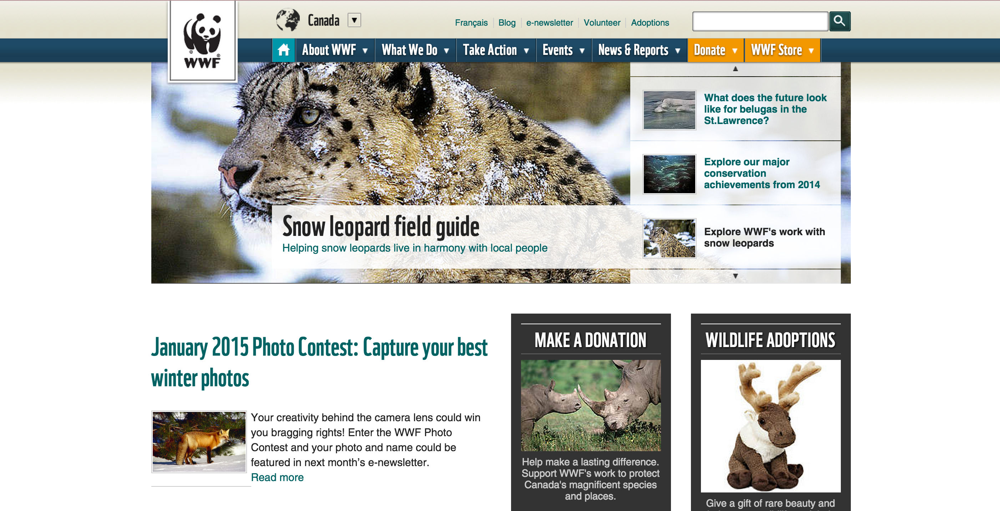 WWF
Canada
Français
Blog
e-newsletter
Volunteer
Adoptions
About WWF
What We Do
Take Action
Events
News & Reports
Donate
WWF Store
What does the future look
like for belugas in the
St.Lawrence?
Explore our major
conservation
achievements from 2014
Snow leopard field guide
Helping snow leopards live in harmony with local people
Explore WWF's work with
snow leopards
January 2015 Photo Contest: Capture your best
winter photos
Your creativity behind the camera lens could win
you bragging rights! Enter the WWF Photo
Contest and your photo and name could be
featured in next month’s e-newsletter.
Read more
MAKE A DONATION
Help make a lasting difference.
Support WWF's work to protect
Canada's magnificent species
and places.
WILDLIFE ADOPTIONS
Give a gift of rare beauty and